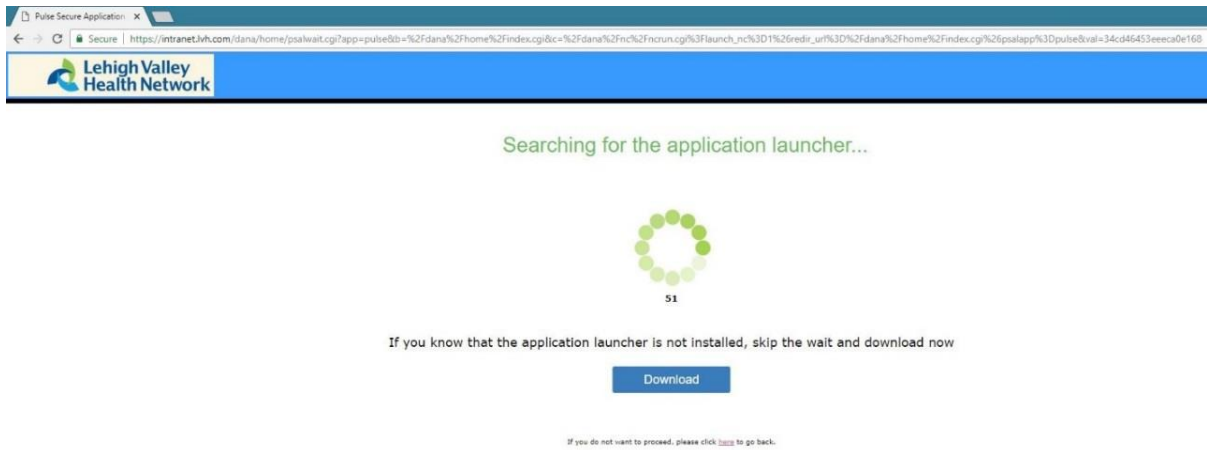 Pulse Secure Application
Secure | https://intranet.lvh.com/dana/home/psalwait.cgi?app=pulse&b=%2Fdana%2Fhome%2Findex.cgi&c=%2Fdana%2Fnc%2Fncrun.cgi%3Flaunch_nc%3D1%26redir_url%3D%2Fdana%2Fhome%2Findex.cgi%26psalapp%3Dpulse&val=34cd46453eeeca0e168
Lehigh Valley
Health Network
Searching for the application launcher...
51
If you know that the application launcher is not installed, skip the wait and download now
Download
If you do not want to proceed, please click here to go back.